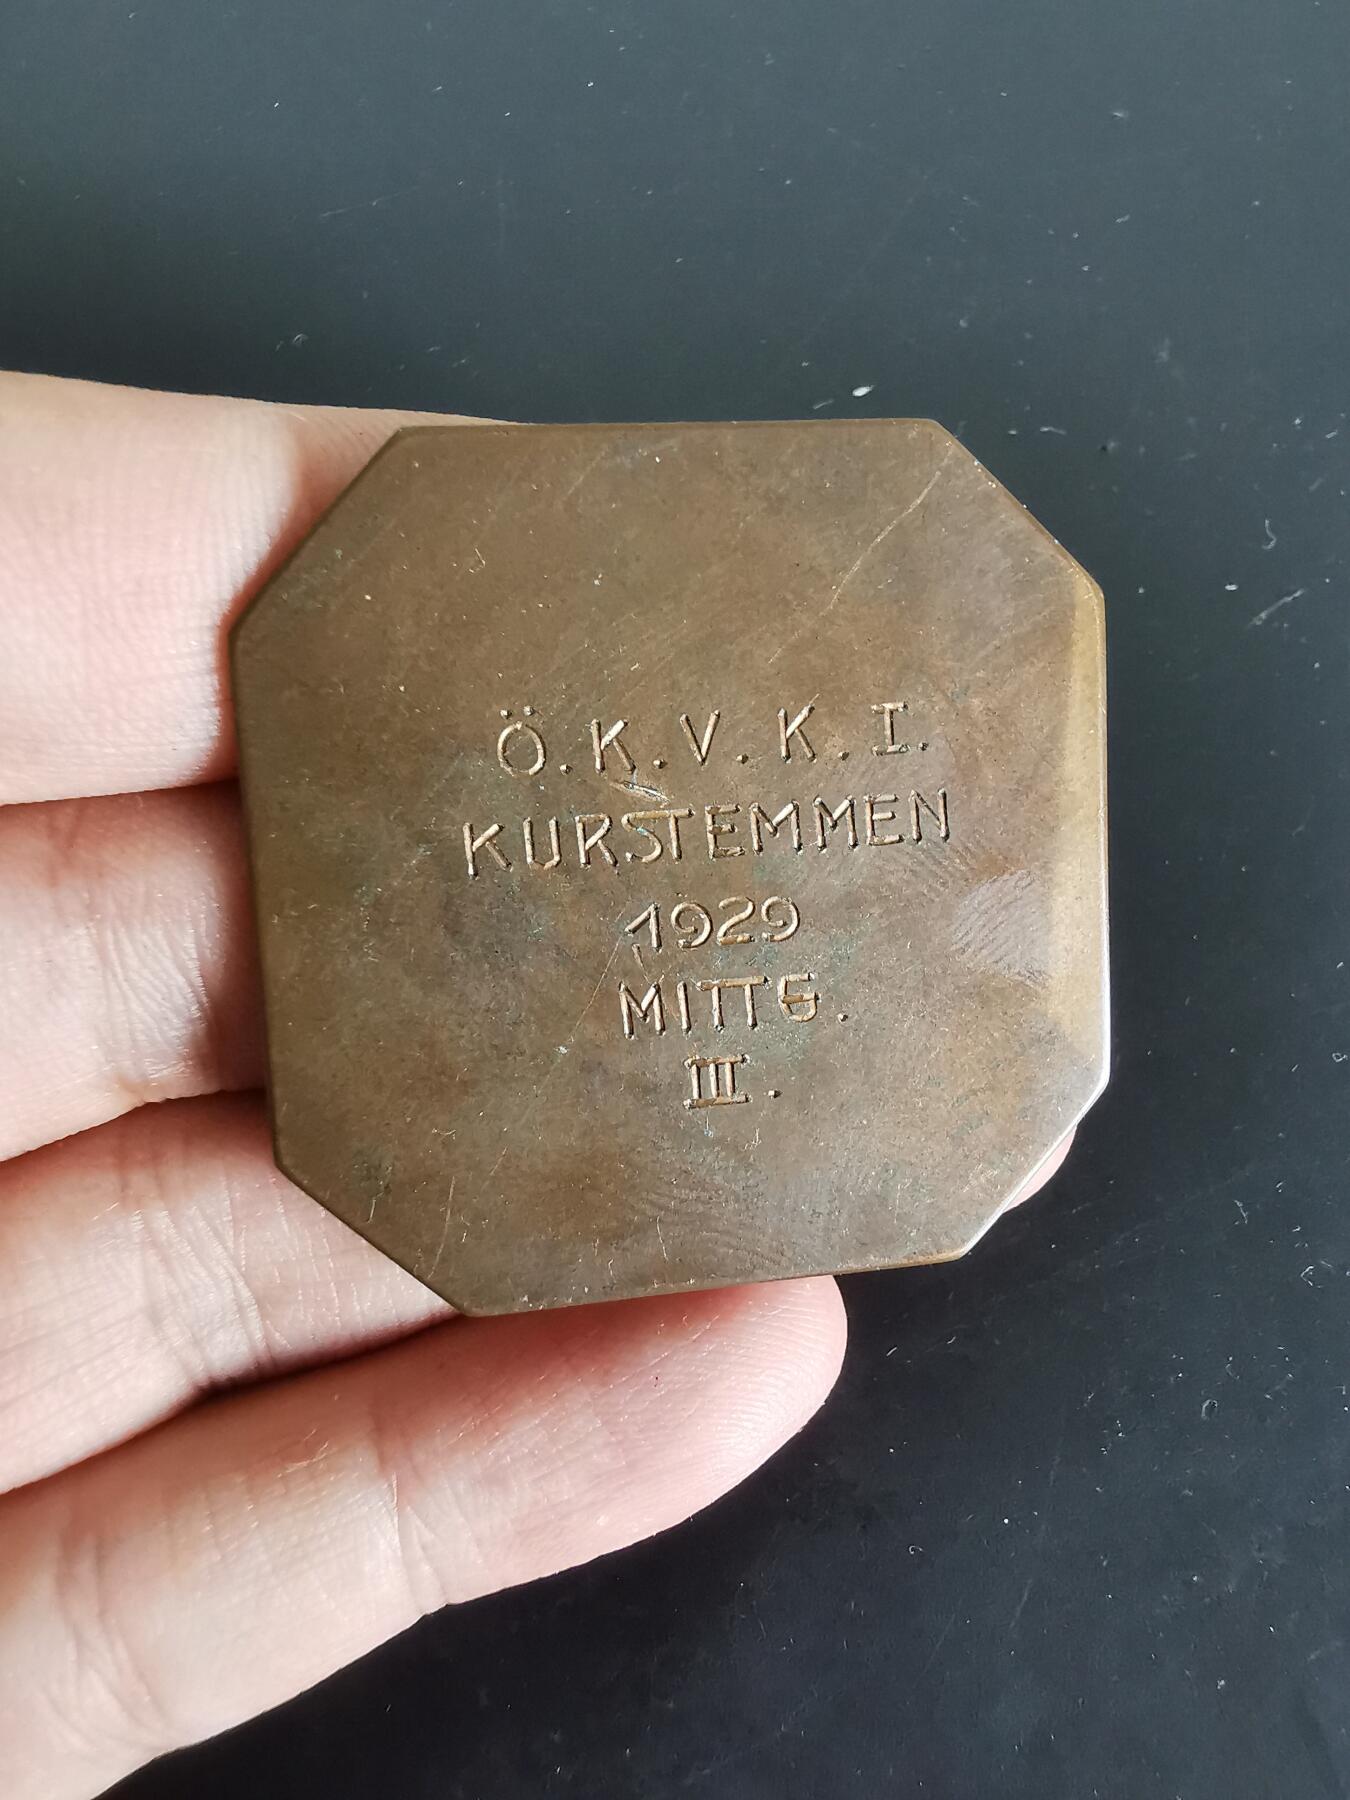 Ö.K.V.K.I.
KURSTEMMEN
1929
MITTG.
III.